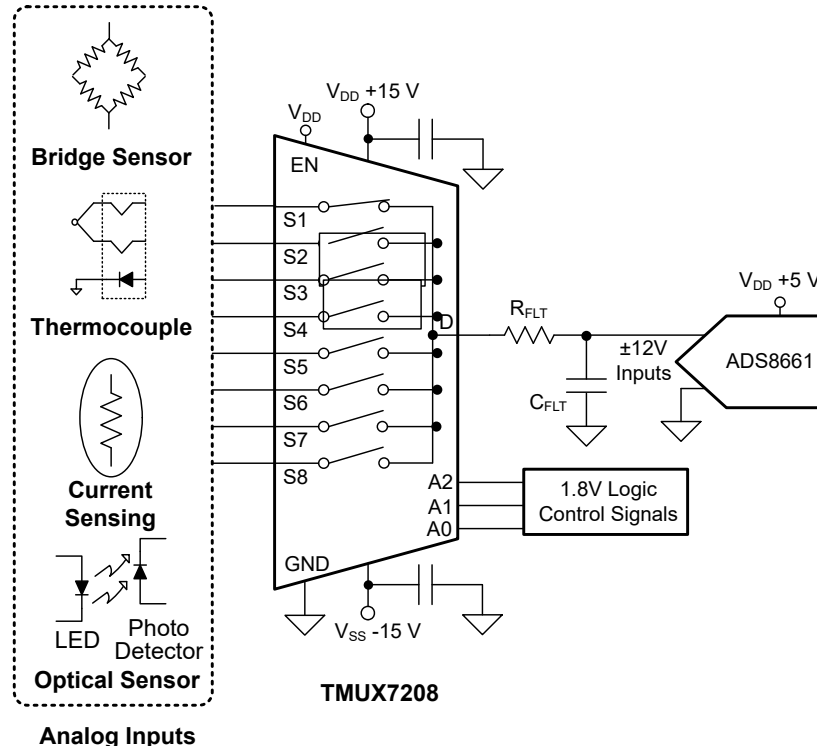 Bridge Sensor
Thermocouple
Current
Sensing
LED
Photo
Detector
Optical Sensor
Analog Inputs
VDD
VDD +15 V
EN
S1
S2
S3
S4
S5
S6
S7
S8
D
A2
A1
A0
GND
VSS -15 V
TMUX7208
RFLT
CFLT
±12V
Inputs
VDD +5 V
ADS8661
1.8V Logic
Control Signals